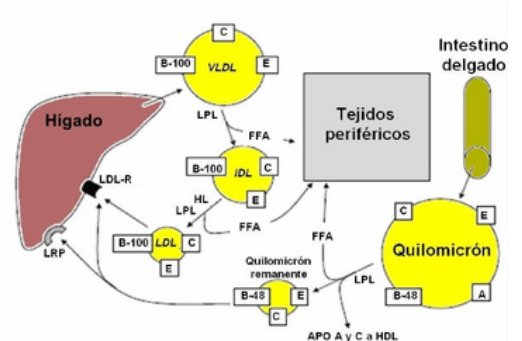 C
B-100
E
VLDL
Intestino
delgado
Hígado
LPL
FFA
Tejidos
periféricos
B-100
C
IDL
E
LDL-R
HL
LPL
FFA
B-100
LDL
C
E
LRP
Quilomicrón
remanente
B-48
E
C
FFA
LPL
C
E
Quilomicrón
B-48
A
APO A y C a HDL